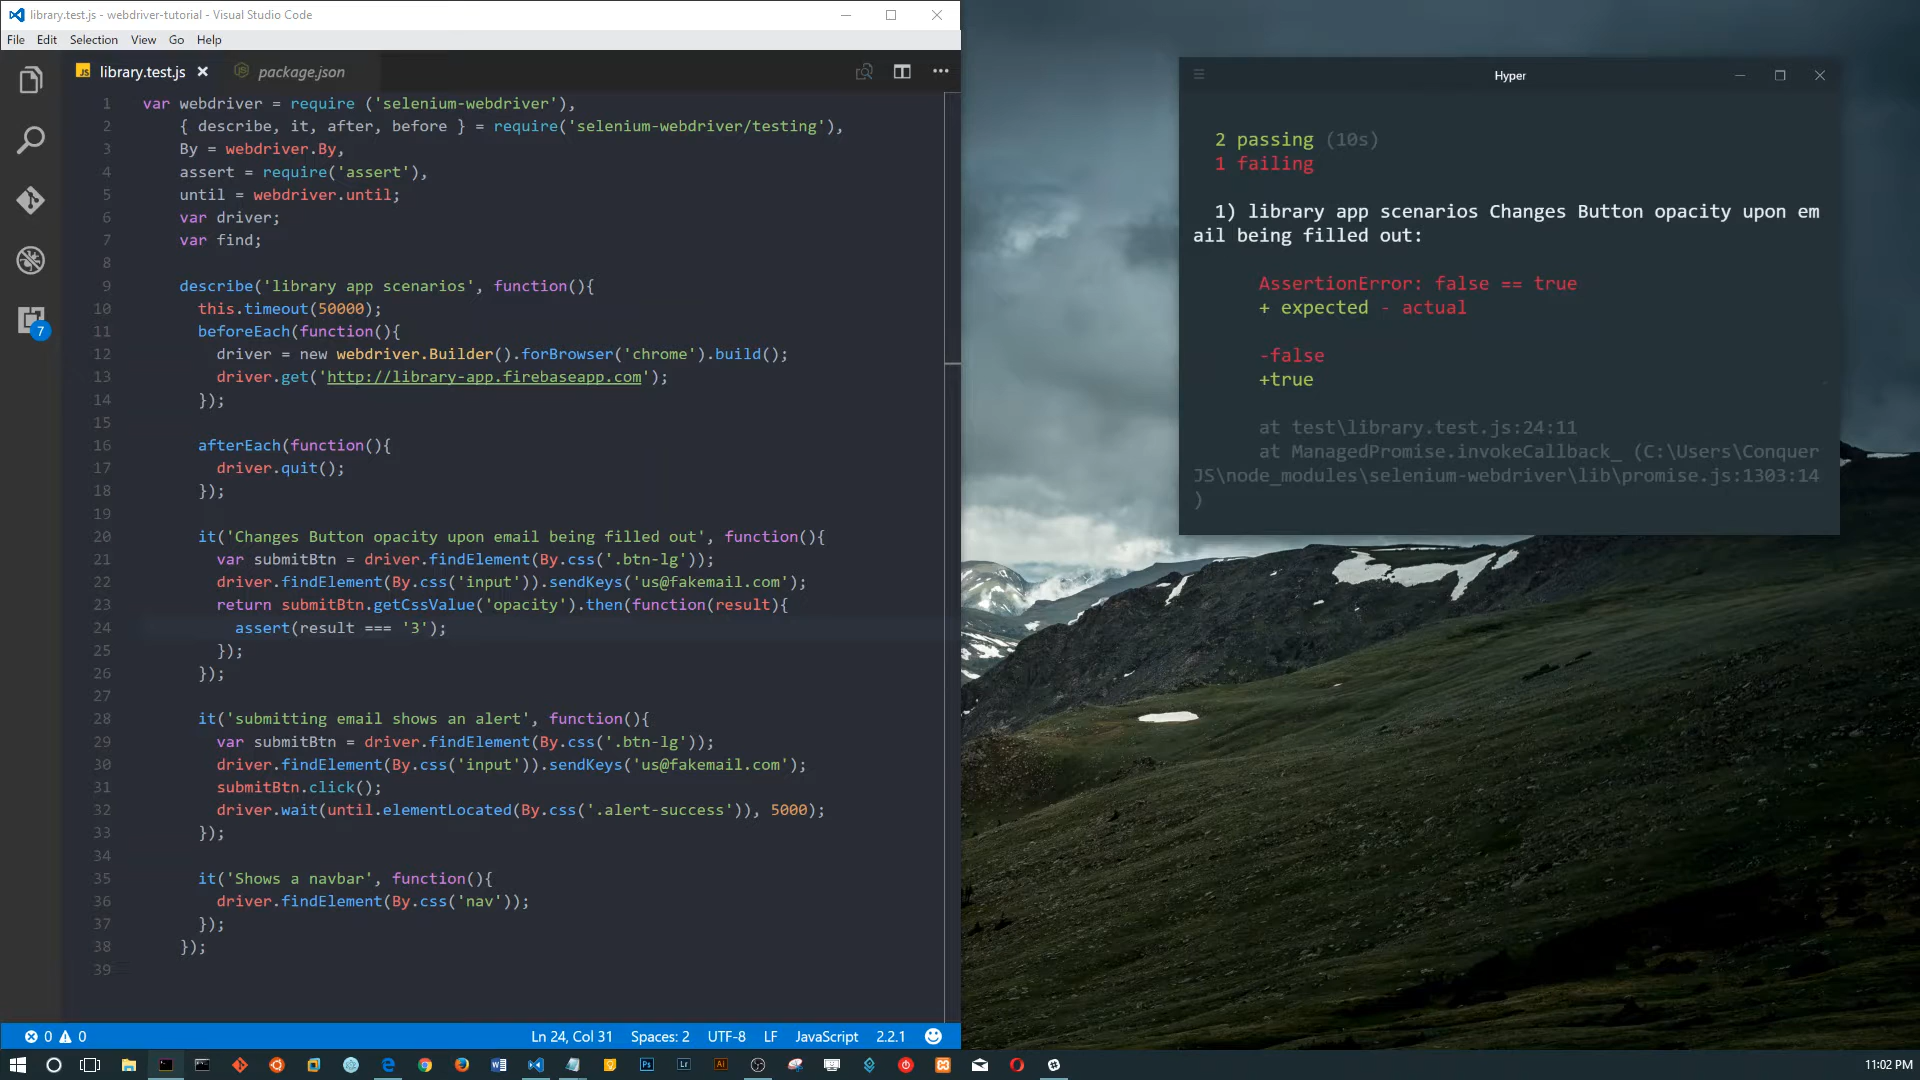 library.test.js - webdriver-tutorial - Visual Studio Code
File Edit Selection View Go Help
JS library.test.js package.json
1 var webdriver = require ('selenium-webdriver'),
2 { describe, it, after, before } = require('selenium-webdriver/testing'),
3 By = webdriver.By,
4 assert = require('assert'),
5 until = webdriver.until;
6 var driver;
7 var find;
8
9 describe('library app scenarios', function(){
10 this.timeout(50000);
11 beforeEach(function(){
12 driver = new webdriver.Builder().forBrowser('chrome').build();
13 driver.get('http://library-app.firebaseapp.com');
14 });
15
16 afterEach(function(){
17 driver.quit();
18 });
19
20 it('Changes Button opacity upon email being filled out', function(){
21 var submitBtn = driver.findElement(By.css('.btn-lg'));
22 driver.findElement(By.css('input')).sendKeys('us@fakemail.com');
23 return submitBtn.getCssValue('opacity').then(function(result){
24 assert(result === '3');
25 });
26 });
27
28 it('submitting email shows an alert', function(){
29 var submitBtn = driver.findElement(By.css('.btn-lg'));
30 driver.findElement(By.css('input')).sendKeys('us@fakemail.com');
31 submitBtn.click();
32 driver.wait(until.elementLocated(By.css('.alert-success')), 5000);
33 });
34
35 it('Shows a navbar', function(){
36 driver.findElement(By.css('nav'));
37 });
38 });
39
7
0 0 Ln 24, Col 31 Spaces: 2 UTF-8 LF JavaScript 2.2.1
Hyper
2 passing (10s)
1 failing
1) library app scenarios Changes Button opacity upon em
ail being filled out:
AssertionError: false == true
+ expected - actual
-false
+true
at test\library.test.js:24:11
at ManagedPromise.invokeCallback_ (C:\Users\Conquer
JS\node_modules\selenium-webdriver\lib\promise.js:1303:14
)
Ps Lr Ai
11:02 PM